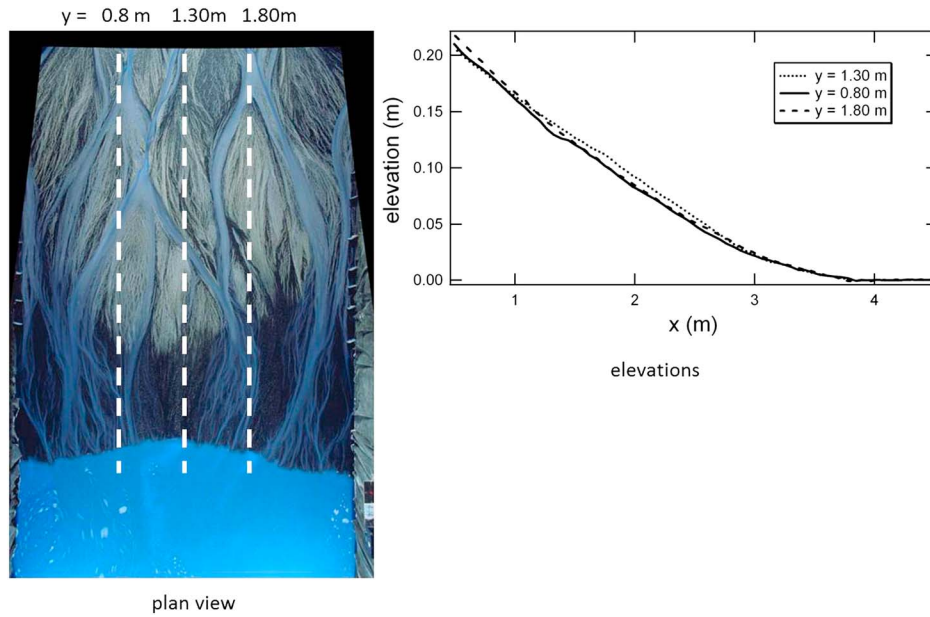 y = 0.8 m 1.30m 1.80m
plan view
elevation (m)
0.20
0.15
0.10
0.05
0.00
y = 1.30 m
y = 0.80 m
y = 1.80 m
1 2 3 4
x (m)
elevations